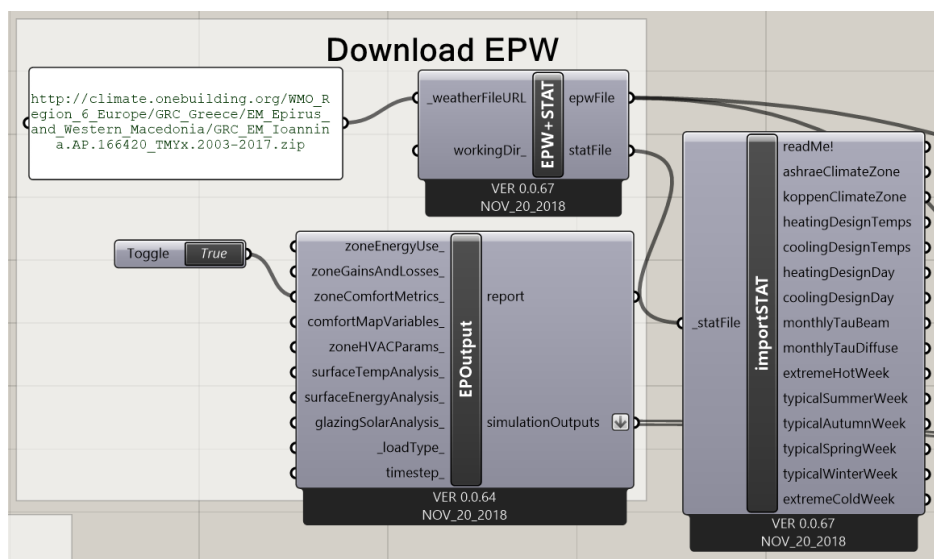 Download EPW
http://climate.onebuilding.org/WMO_R
egion_6_Europe/GRC_Greece/EM_Epirus_
and_Western_Macedonia/GRC_EM_Ioannin
a.AP.166420_TMYx.2003-2017.zip
_weatherFileURL
workingDir_
EPW+STAT
epwFile
statFile
VER 0.0.67
NOV_20_2018
Toggle True
zoneEnergyUse_
zoneGainsAndLosses_
zoneComfortMetrics_
comfortMapVariables_
zoneHVACParams_
surfaceTempAnalysis_
surfaceEnergyAnalysis_
glazingSolarAnalysis_
_loadType_
timestep_
EPOutput
report
simulationOutputs
VER 0.0.64
NOV_20_2018
_statFile
importSTAT
readMe!
ashraeClimateZone
koppenClimateZone
heatingDesignTemps
coolingDesignTemps
heatingDesignDay
coolingDesignDay
monthlyTauBeam
monthlyTauDiffuse
extremeHotWeek
typicalSummerWeek
typicalAutumnWeek
typicalSpringWeek
typicalWinterWeek
extremeColdWeek
VER 0.0.67
NOV_20_2018